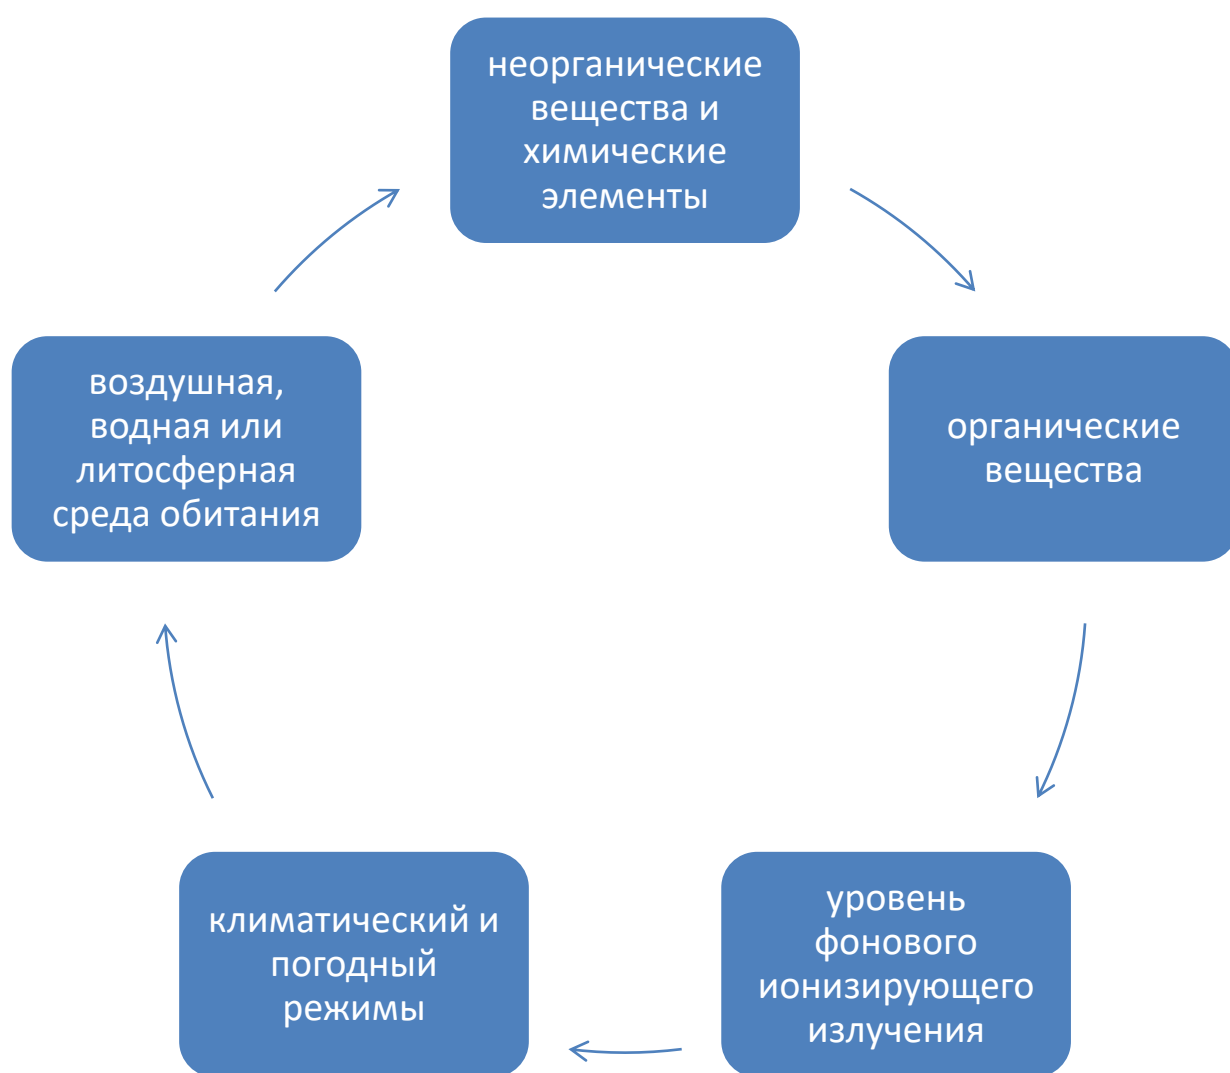 неорганические
вещества и
химические
элементы
органические
вещества
уровень
фонового
ионизирующего
излучения
климатический и
погодный
режимы
воздушная,
водная или
литосферная
среда обитания